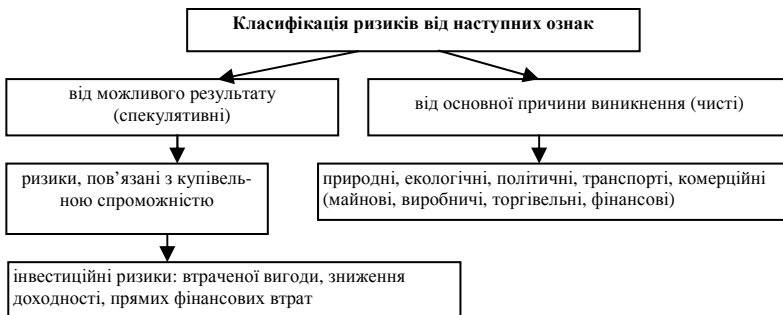 Класифікація ризиків від наступних ознак
від можливого результату
(спекулятивні)
від основної причини виникнення (чисті)
ризики, пов’язані з купівель-
ною спроможністю
природні, екологічні, політичні, транспорті, комерційні
(майнові, виробничі, торгівельні, фінансові)
інвестиційні ризики: втраченої вигоди, зниження
доходності, прямих фінансових втрат